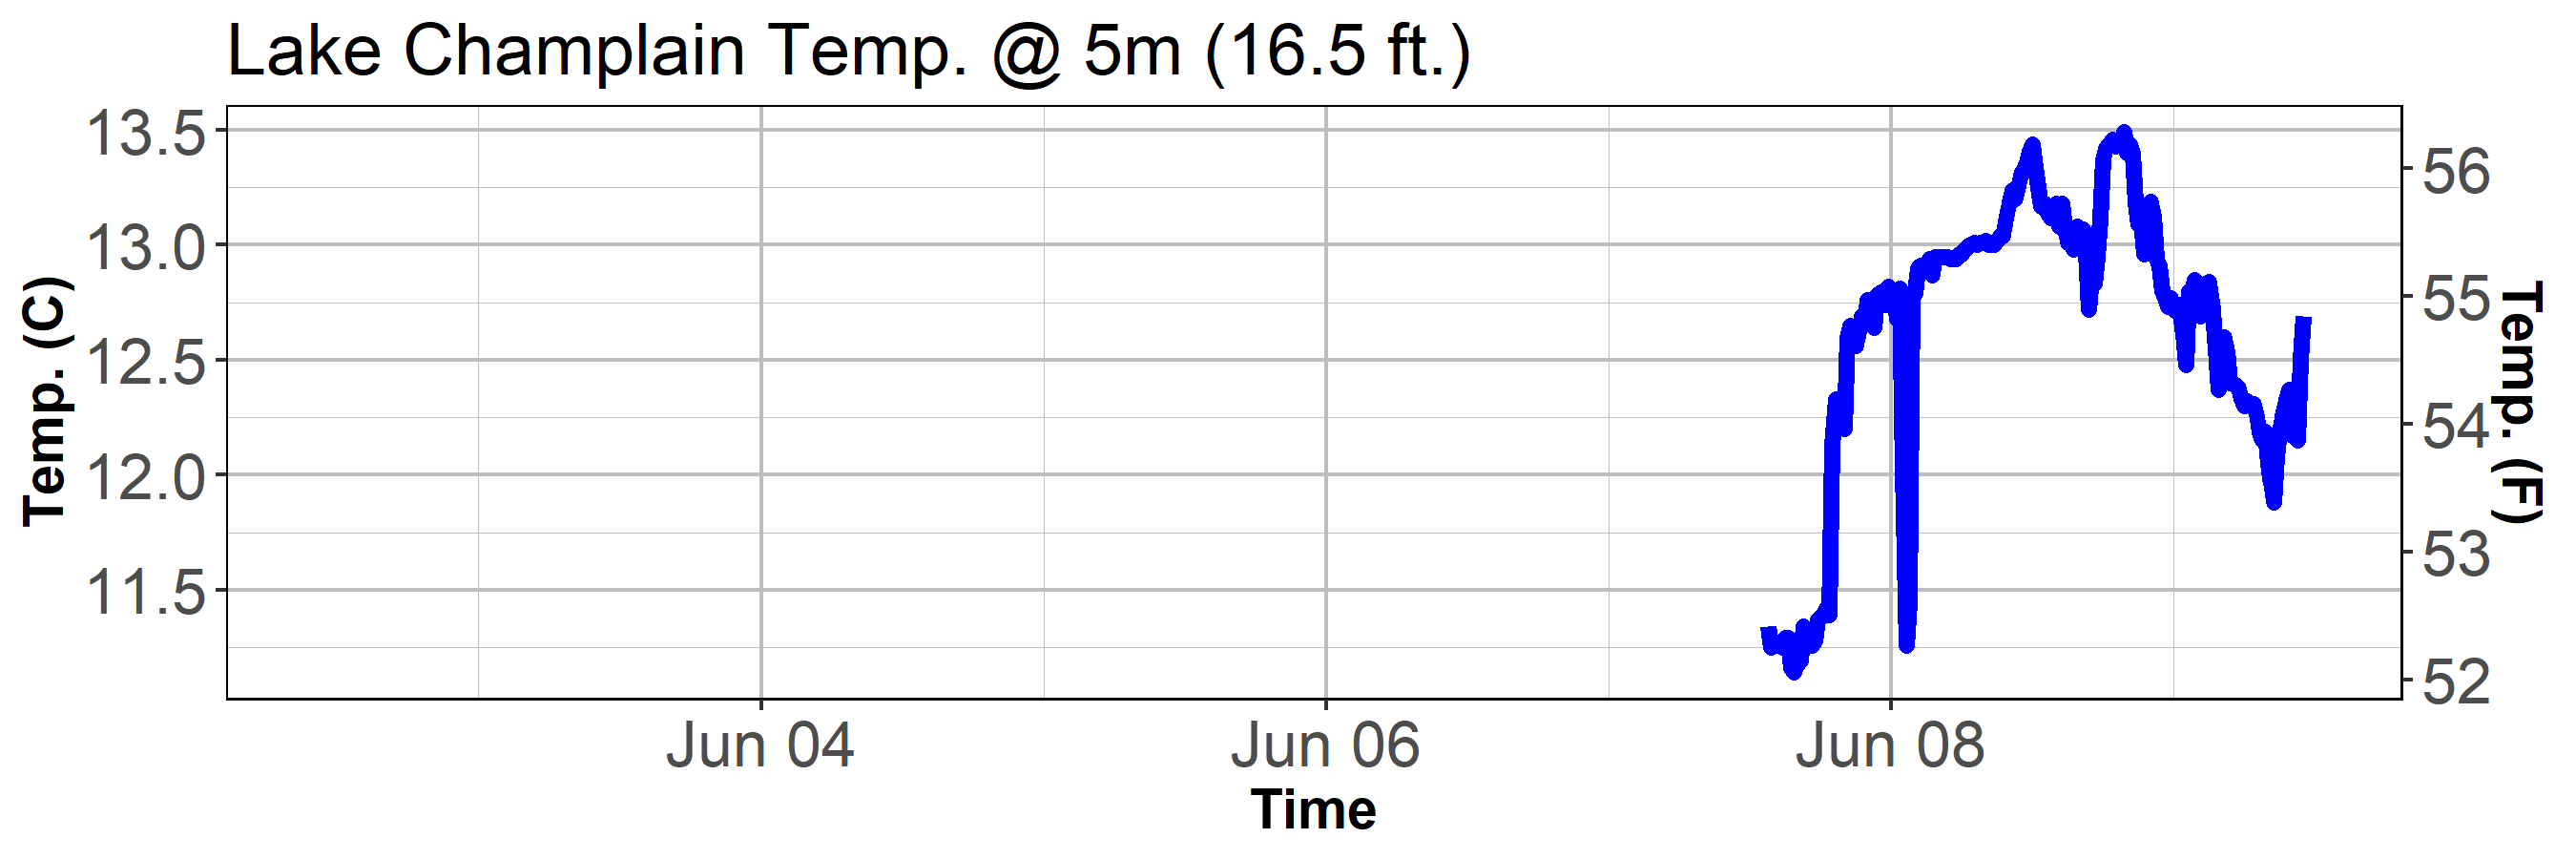 Lake Champlain Temp. @ 5m (16.5 ft.)
Temp. (C)
13.5
13.0
12.5
12.0
11.5
56
55
54
53
52
Temp. (F)
Jun 04
Jun 06
Jun 08
Time